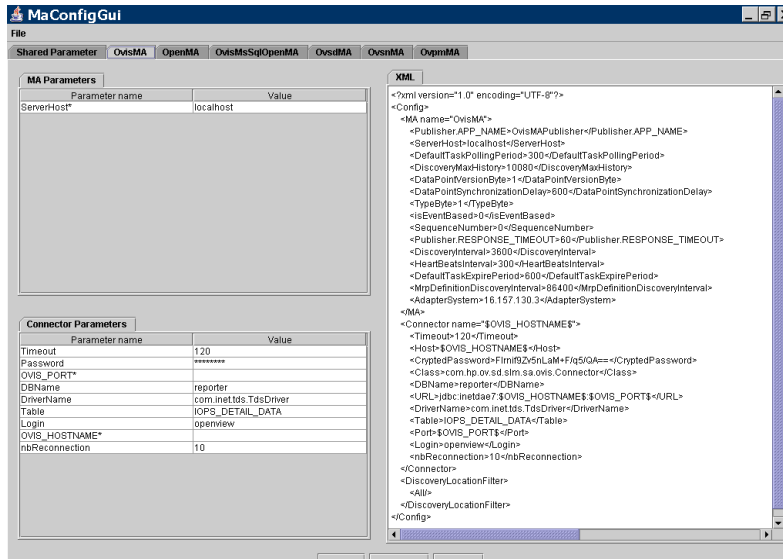 MaConfigGui
File
Shared Parameter OvisMA OpenMA OvisMsSqlOpenMA OvsdMA OvsnMA OvpmMA
MA Parameters
Parameter name Value
ServerHost* localhost
Connector Parameters
Parameter name Value
Timeout 120
Password ********
OVIS_PORT*
DBName reporter
DriverName com.inet.tds.TdsDriver
Table IOPS_DETAIL_DATA
Login openview
OVIS_HOSTNAME*
nbReconnection 10
XML
<?xml version="1.0" encoding="UTF-8"?>
<Config>
<MA name="OvisMA">
<Publisher.APP_NAME>OvisMAPublisher</Publisher.APP_NAME>
<ServerHost>localhost</ServerHost>
<DefaultTaskPollingPeriod>300</DefaultTaskPollingPeriod>
<DiscoveryMaxHistory>10080</DiscoveryMaxHistory>
<DataPointVersionByte>1</DataPointVersionByte>
<DataPointSynchronizationDelay>600</DataPointSynchronizationDelay>
<TypeByte>1</TypeByte>
<isEventBased>0</isEventBased>
<SequenceNumber>0</SequenceNumber>
<Publisher.RESPONSE_TIMEOUT>60</Publisher.RESPONSE_TIMEOUT>
<DiscoveryInterval>3600</DiscoveryInterval>
<HeartBeatsInterval>300</HeartBeatsInterval>
<DefaultTaskExpirePeriod>600</DefaultTaskExpirePeriod>
<MrpDefinitionDiscoveryInterval>86400</MrpDefinitionDiscoveryInterval>
<AdapterSystem>16.157.130.3</AdapterSystem>
</MA>
<Connector name="$OVIS_HOSTNAME$">
<Timeout>120</Timeout>
<Host>$OVIS_HOSTNAME$</Host>
<CryptedPassword>FIrnif9Zv5nLaM+F/q5/QA==</CryptedPassword>
<Class>com.hp.ov.sd.slm.sa.ovis.Connector</Class>
<DBName>reporter</DBName>
<URL>jdbc:inetdae7:$OVIS_HOSTNAME$:$OVIS_PORT$</URL>
<DriverName>com.inet.tds.TdsDriver</DriverName>
<Table>IOPS_DETAIL_DATA</Table>
<Port>$OVIS_PORT$</Port>
<Login>openview</Login>
<nbReconnection>10</nbReconnection>
</Connector>
<DiscoveryLocationFilter>
<All/>
</DiscoveryLocationFilter>
</Config>